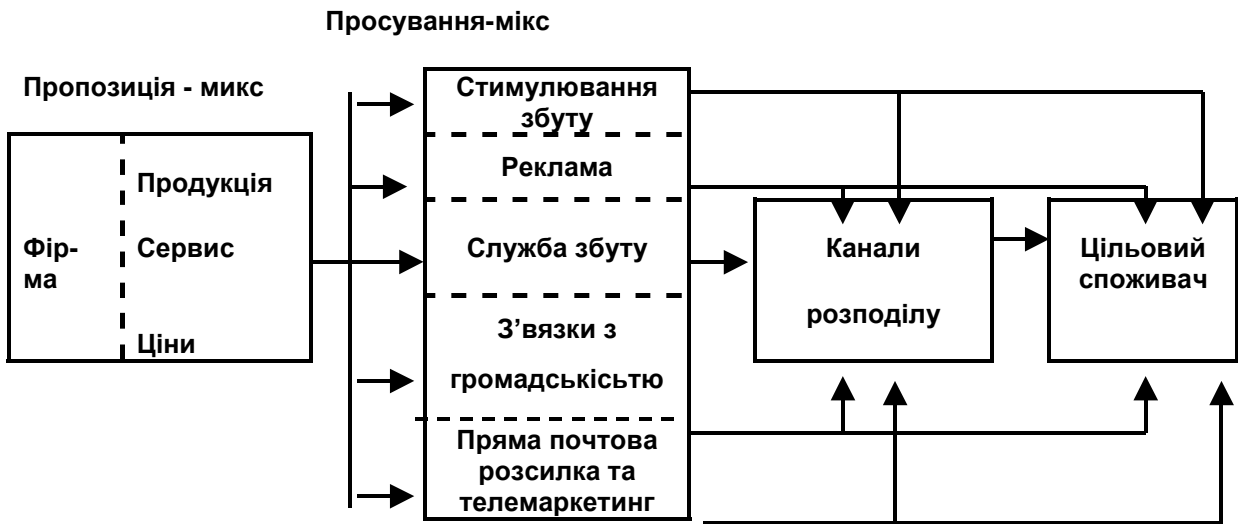 Просування-мікс
Пропозиція - микс
Фір-
ма
Продукція
Сервис
Ціни
Стимулювання
збуту
Реклама
Служба збуту
З’вязки з
громадськісьтю
Пряма почтова
розсилка та
телемаркетинг
Канали
розподілу
Цільовий
споживач